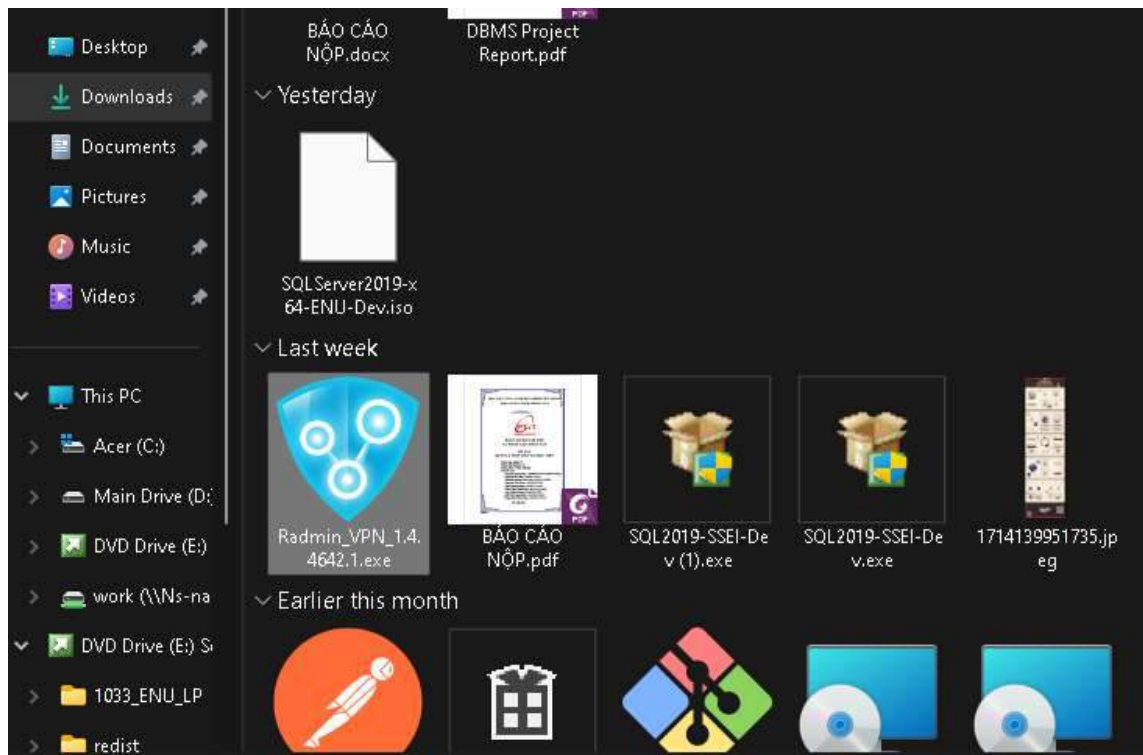 Desktop
Downloads
Documents
Pictures
Music
Videos
This PC
Acer (C:)
Main Drive (D:
DVD Drive (E:)
work (\\Ns-na
DVD Drive (E:) S
1033_ENU_LP
redist
BÁO CÁO
NỘP.docx
DBMS Project
Report.pdf
Yesterday
SQLServer2019-x
64-ENU-Dev.iso
Last week
Radmin_VPN_1.4.
4642.1.exe
BÁO CÁO
NỘP.pdf
SQL2019-SSEI-De
v (1).exe
SQL2019-SSEI-De
v.exe
1714139951735.jp
eg
Earlier this month
PDF
PDF